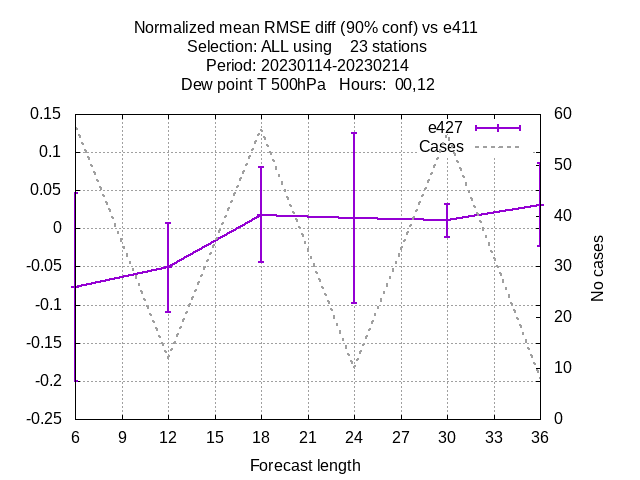 Normalized mean RMSE diff (90% conf) vs e411
Selection: ALL using    23 stations
Period: 20230114-20230214
Dew point T 500hPa   Hours:  00,12
0.15
0.1
0.05
0
-0.05
-0.1
-0.15
-0.2
-0.25
60
50
40
30
20
10
0
e427
Cases
No cases
6 9 12 15 18 21 24 27 30 33 36
Forecast length